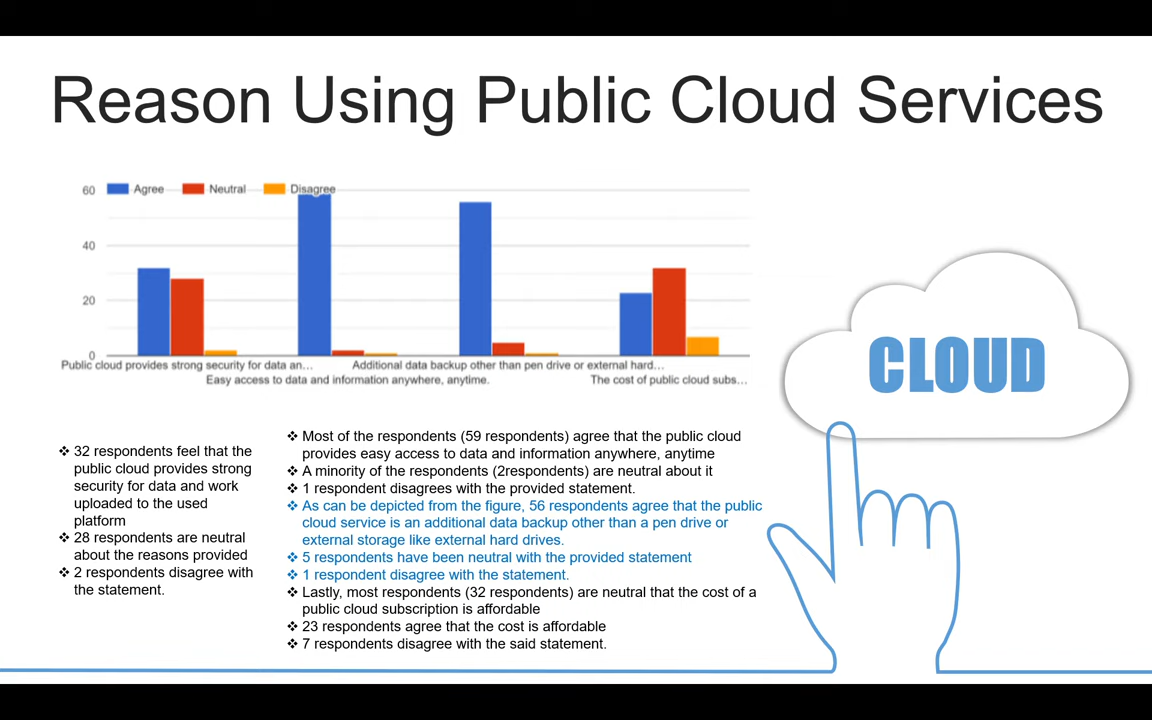 Reason Using Public Cloud Services
60
Agree
Neutral
Disagree
40
20
0
Public cloud provides strong security for data an…
Additional data backup other than pen drive or external hard…
Easy access to data and information anywhere, anytime.
The cost of public cloud subs…
CLOUD
❖ 32 respondents feel that the
public cloud provides strong
security for data and work
uploaded to the used
platform
❖ 28 respondents are neutral
about the reasons provided
❖ 2 respondents disagree with
the statement.
❖ Most of the respondents (59 respondents) agree that the public cloud
provides easy access to data and information anywhere, anytime
❖ A minority of the respondents (2respondents) are neutral about it
❖ 1 respondent disagrees with the provided statement.
❖ As can be depicted from the figure, 56 respondents agree that the public
cloud service is an additional data backup other than a pen drive or
external storage like external hard drives.
❖ 5 respondents have been neutral with the provided statement
❖ 1 respondent disagree with the statement.
❖ Lastly, most respondents (32 respondents) are neutral that the cost of a
public cloud subscription is affordable
❖ 23 respondents agree that the cost is affordable
❖ 7 respondents disagree with the said statement.